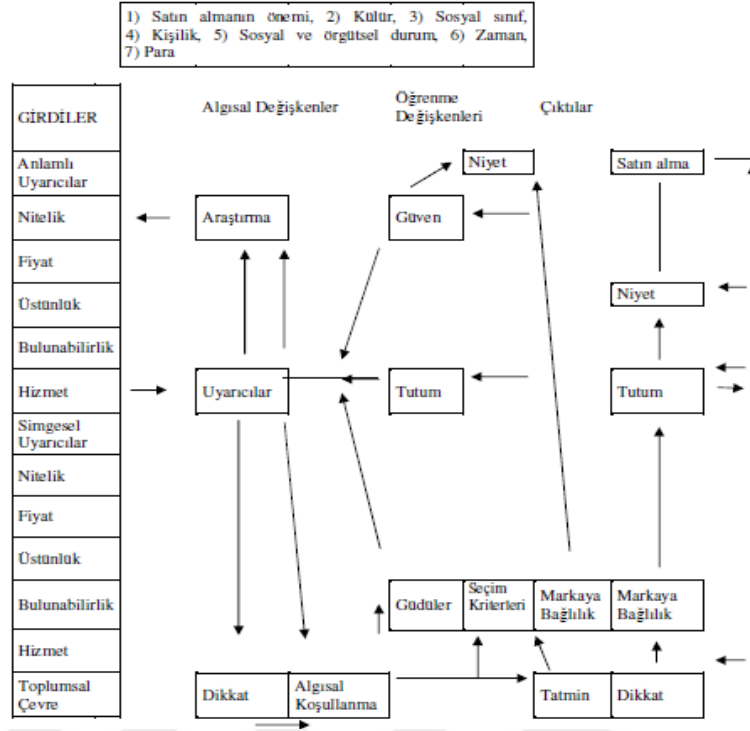 1) Satın almanın önemi, 2) Külür, 3) Sosyal sınıf,
4) Kişilik, 5) Sosyal ve örgütsel durum, 6) Zaman,
7) Para
GİRDİLER
Algısal Değişkenler
Öğrenme
Değişkenleri
Çıktılar
Anlamlı
Uyarıcılar
Niyet
Satın alma
Nitelik
Araştırma
Güven
Fiyat
Üstünlük
Niyet
Bulunabilirlik
Hizmet
Uyarıcılar
Tutum
Tutum
Simgesel
Uyarıcılar
Nitelik
Fiyat
Üstünlük
Bulunabilirlik
Güdüler
Seçim
Kriterleri
Markaya
Bağlılık
Markaya
Bağlılık
Hizmet
Toplumsal
Çevre
Dikkat
Algısal
Koşullanma
Tatmin
Dikkat